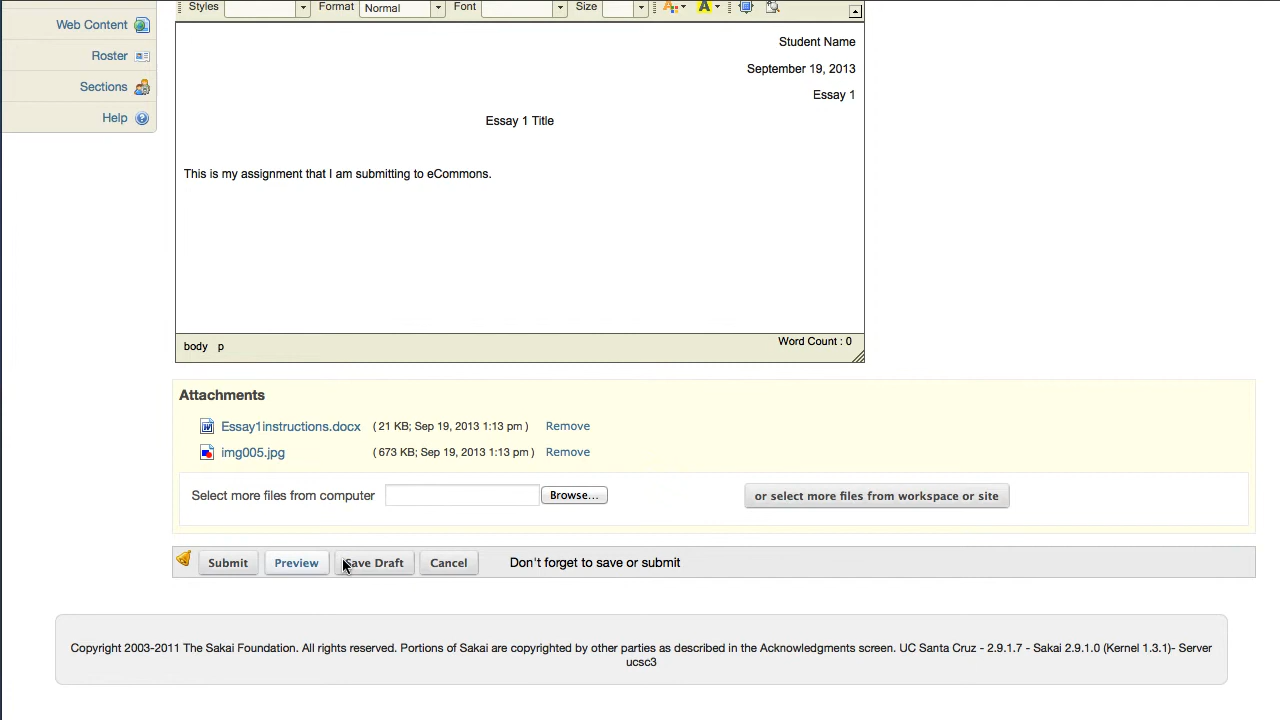 Styles Format Normal Font Size
Web Content
Roster
Sections
Help
Student Name
September 19, 2013
Essay 1
Essay 1 Title
This is my assignment that I am submitting to eCommons.
body p Word Count : 0
Attachments
Essay1instructions.docx ( 21 KB; Sep 19, 2013 1:13 pm ) Remove
img005.jpg ( 673 KB; Sep 19, 2013 1:13 pm ) Remove
Select more files from computer Browse... or select more files from workspace or site
Submit Preview Save Draft Cancel Don't forget to save or submit
Copyright 2003-2011 The Sakai Foundation. All rights reserved. Portions of Sakai are copyrighted by other parties as described in the Acknowledgments screen. UC Santa Cruz - 2.9.1.7 - Sakai 2.9.1.0 (Kernel 1.3.1)- Server
ucsc3